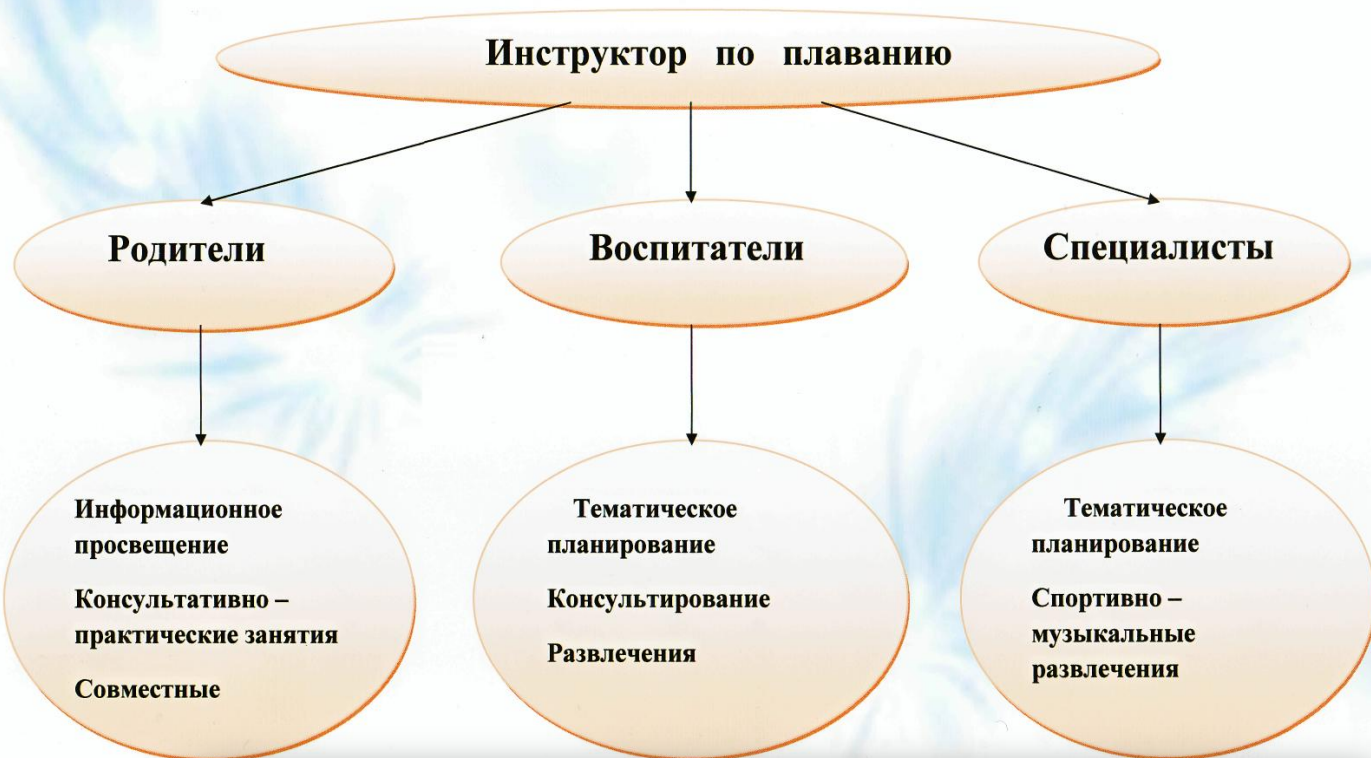 Инструктор по плаванию
Родители
Воспитатели
Специалисты
Информационное
просвещение
Консультативно –
практические занятия
Совместные
Тематическое
планирование
Консультирование
Развлечения
Тематическое
планирование
Спортивно –
музыкальные
развлечения